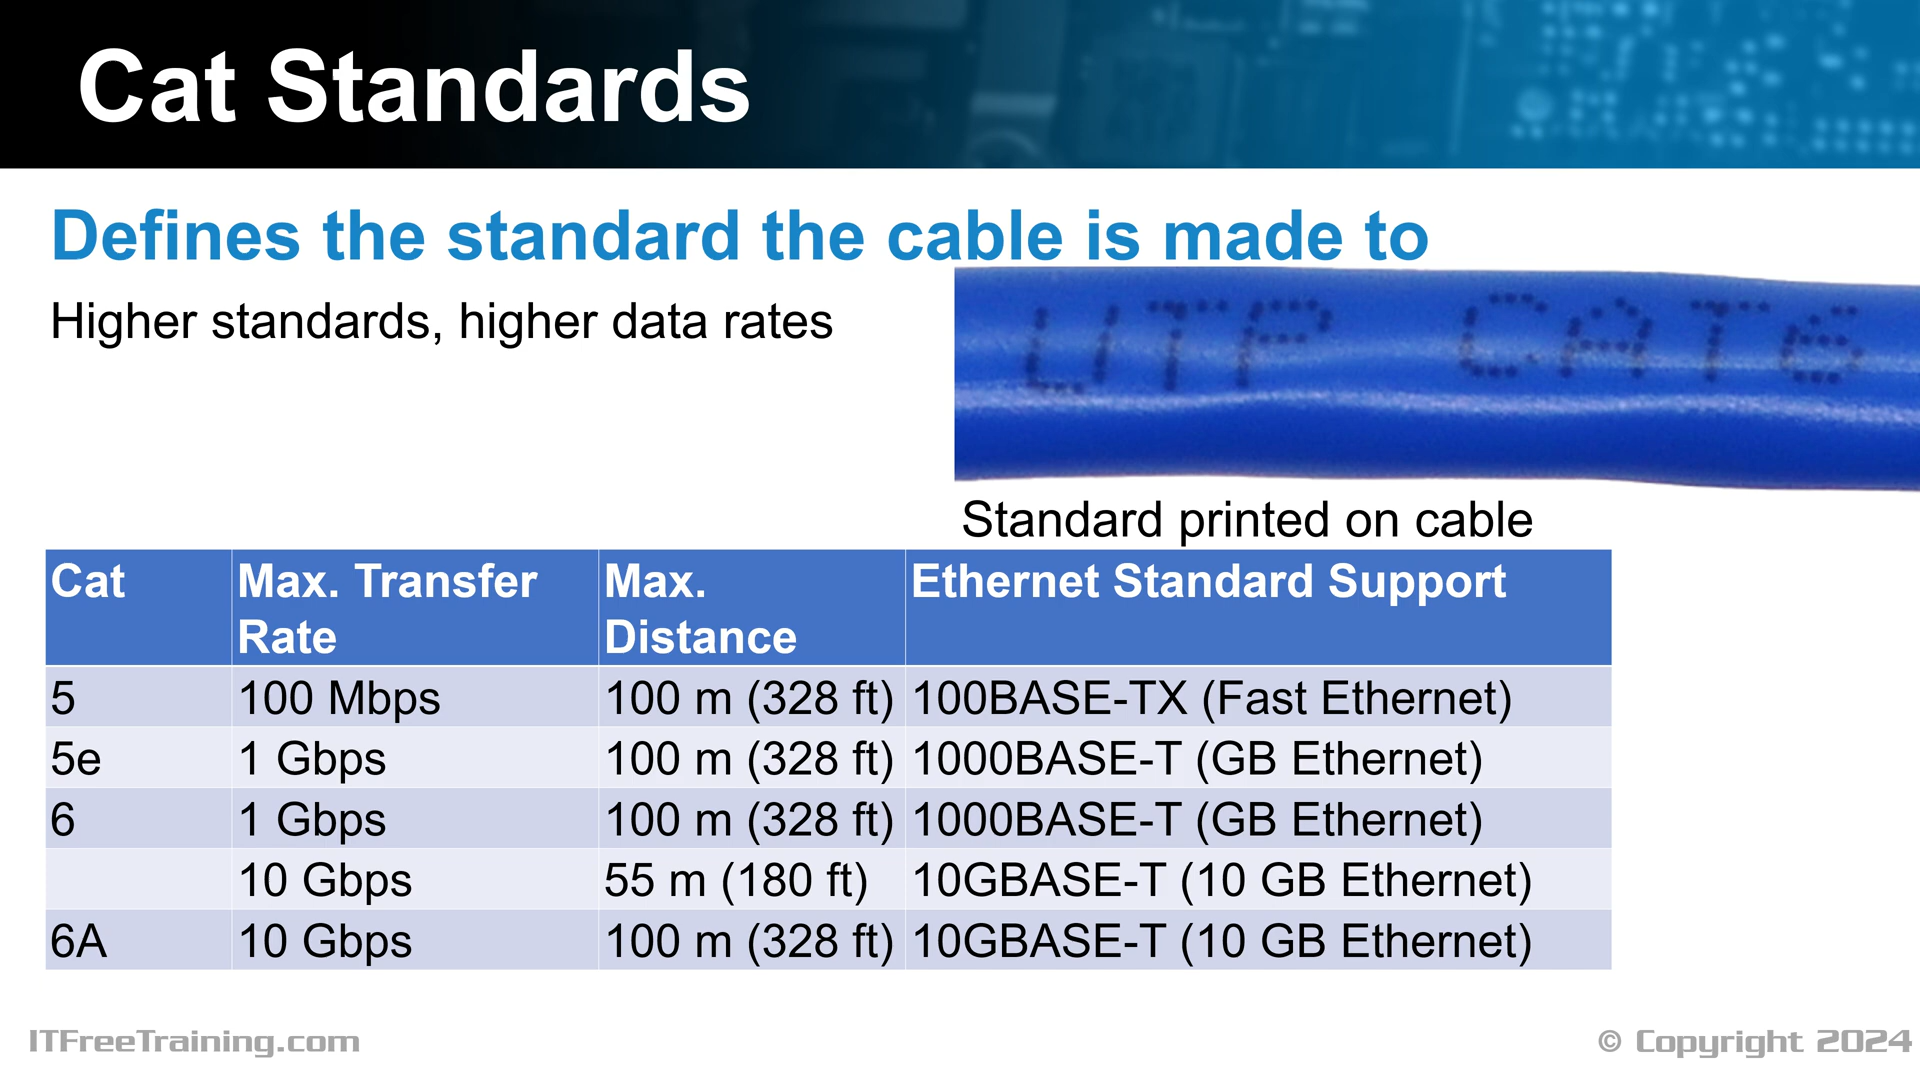 Cat Standards
Defines the standard the cable is made to
Higher standards, higher data rates
UTP CAT6
Standard printed on cable
Cat Max. Transfer Rate Max. Distance Ethernet Standard Support
5 100 Mbps 100 m (328 ft) 100BASE-TX (Fast Ethernet)
5e 1 Gbps 100 m (328 ft) 1000BASE-T (GB Ethernet)
6 1 Gbps 100 m (328 ft) 1000BASE-T (GB Ethernet)
10 Gbps 55 m (180 ft) 10GBASE-T (10 GB Ethernet)
6A 10 Gbps 100 m (328 ft) 10GBASE-T (10 GB Ethernet)
ITFreeTraining.com
© Copyright 2024